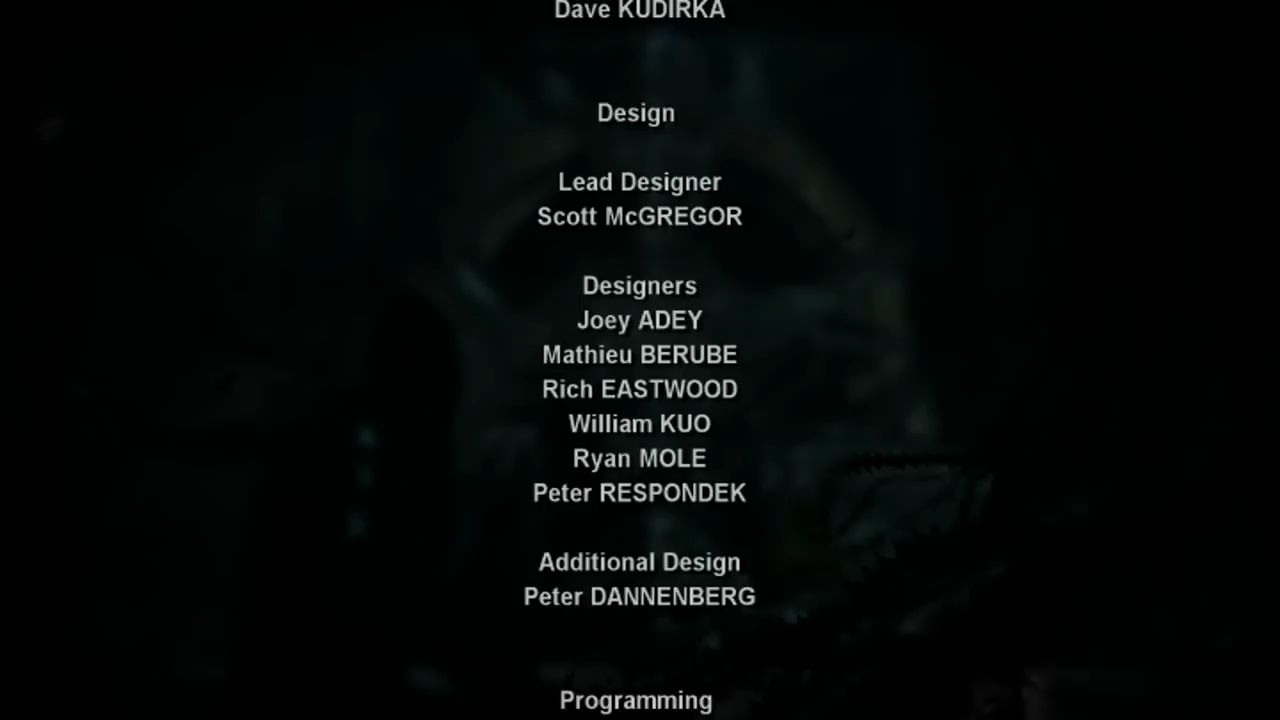 Dave KUDIRKA
Design
Lead Designer
Scott McGREGOR
Designers
Joey ADEY
Mathieu BERUBE
Rich EASTWOOD
William KUO
Ryan MOLE
Peter RESPONDEK
Additional Design
Peter DANNENBERG
Programming